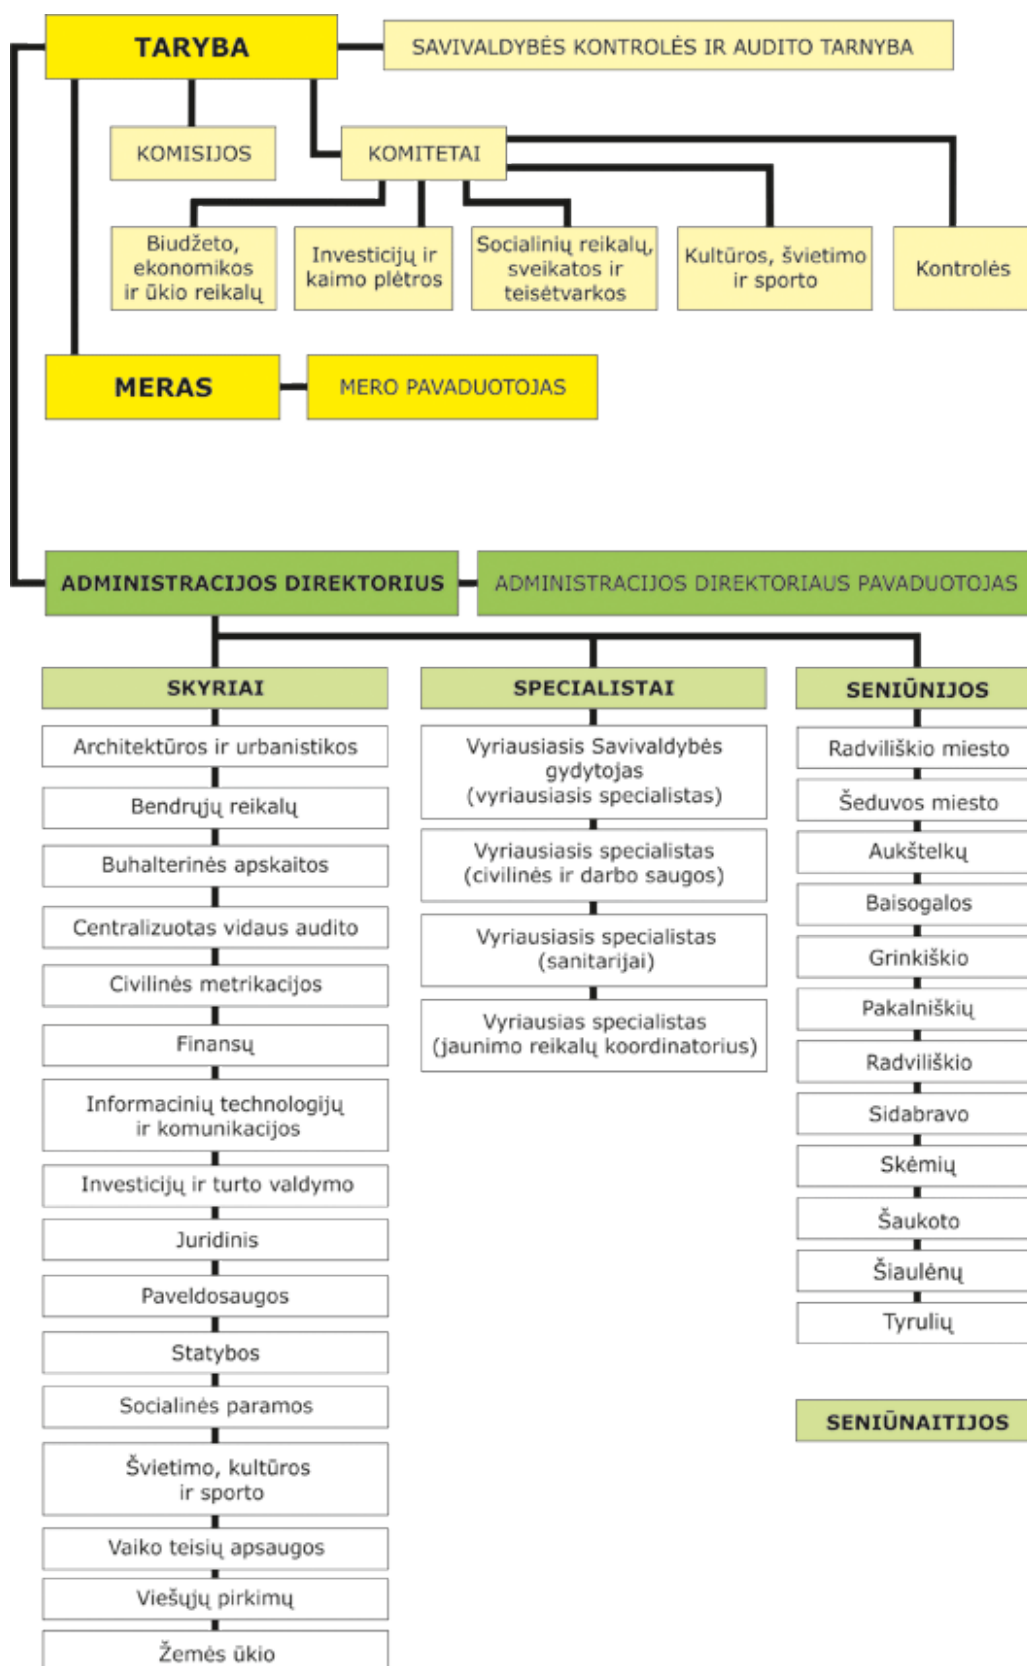 TARYBA
SAVIVALDYBĖS KONTROLĖS IR AUDITO TARNYBA
KOMISIJOS
KOMITETAI
Biudžeto,
ekonomikos
ir ūkio reikalų
Investicijų ir
kaimo plėtros
Socialinių reikalų,
sveikatos ir
teisėtvarkos
Kultūros, švietimo
ir sporto
Kontrolės
MERAS
MERO PAVADUOTOJAS
ADMINISTRACIJOS DIREKTORIUS
ADMINISTRACIJOS DIREKTORIAUS PAVADUOTOJAS
SKYRIAI
Architektūros ir urbanistikos
Bendrųjų reikalų
Buhalterinės apskaitos
Centralizuotas vidaus audito
Civilinės metrikacijos
Finansų
Informacinių technologijų
ir komunikacijos
Investicijų ir turto valdymo
Juridinis
Paveldosaugos
Statybos
Socialinės paramos
Švietimo, kultūros
ir sporto
Vaiko teisių apsaugos
Viešųjų pirkimų
Žemės ūkio
SPECIALISTAI
Vyriausiasis Savivaldybės
gydytojas
(vyriausiasis specialistas)
Vyriausiasis specialistas
(civilinės ir darbo saugos)
Vyriausiasis specialistas
(sanitarijai)
Vyriausias specialistas
(jaunimo reikalų koordinatorius)
SENIŪNIJOS
Radviliškio miesto
Šeduvos miesto
Aukštelkų
Baisogalos
Grinkiškio
Pakalniškių
Radviliškio
Sidabravo
Skėmių
Šaukoto
Šiaulėnų
Tyrulių
SENIŪNAITIJOS